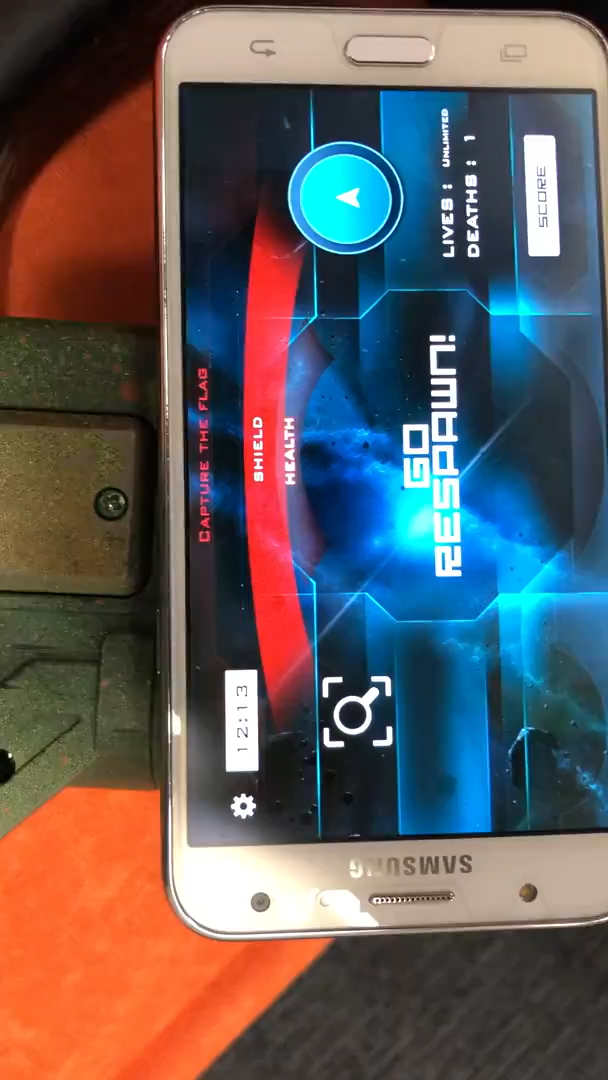 CAPTURE THE FLAG
12:13
SHIELD
HEALTH
GO
RESPAWN!
LIVES : UNLIMITED
DEATHS : 1
SCORE
SAMSUNG